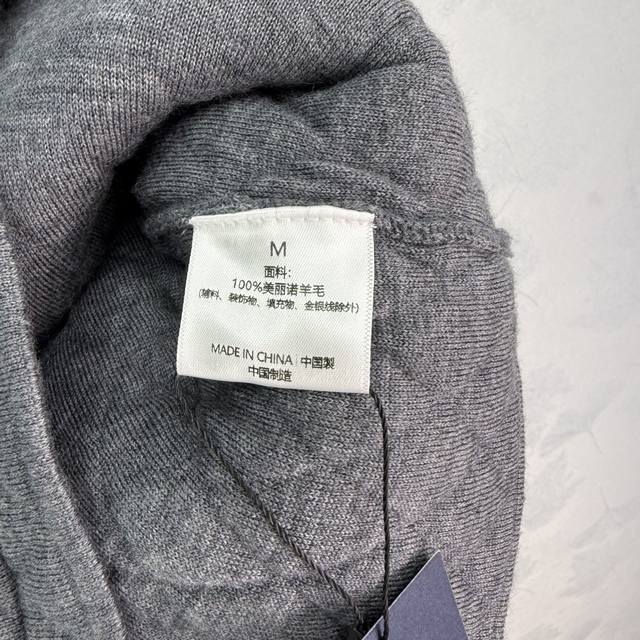 M
面料：
100%美丽诺羊毛
(辅料、装饰物、填充物、金银线除外)
MADE IN CHINA | 中国製
中国制造